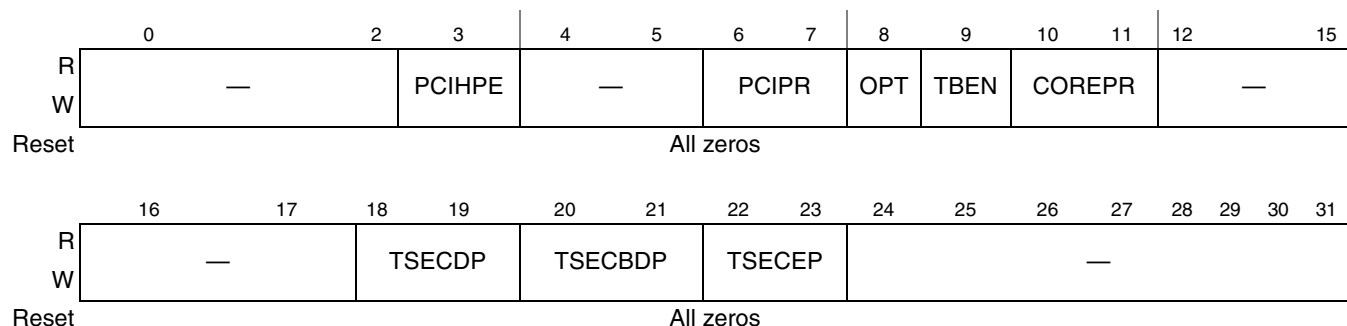 0 2 3 4 5 6 7 8 9 10 11 12 15
R
W
— PCIHPE — PCIPR OPT TBEN COREPR —
Reset All zeros
16 17 18 19 20 21 22 23 24 25 26 27 28 29 30 31
R
W
— TSECDP TSECBDP TSECEP —
Reset All zeros